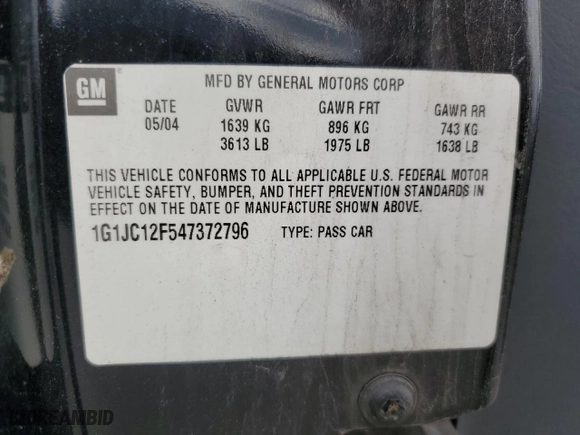 GM
MFD BY GENERAL MOTORS CORP
DATE GVWR GAWR FRT GAWR RR
05/04 1639 KG 896 KG 743 KG
3613 LB 1975 LB 1638 LB
THIS VEHICLE CONFORMS TO ALL APPLICABLE U.S. FEDERAL MOTOR
VEHICLE SAFETY, BUMPER, AND THEFT PREVENTION STANDARDS IN
EFFECT ON THE DATE OF MANUFACTURE SHOWN ABOVE.
1G1JC12F547372796 TYPE: PASS CAR